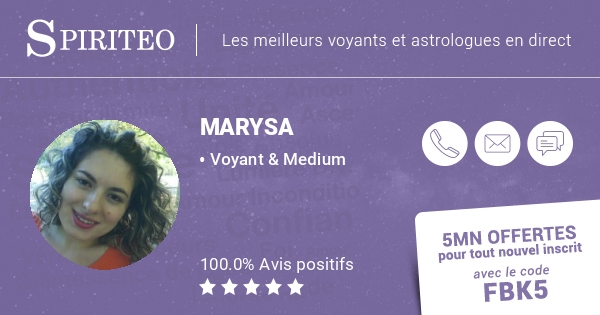 SPIRITEO
Les meilleurs voyants et astrologues en direct
MARYSA
• Voyant & Medium
100.0% Avis positifs
5MN OFFERTES
pour tout nouvel inscrit
avec le code
FBK5